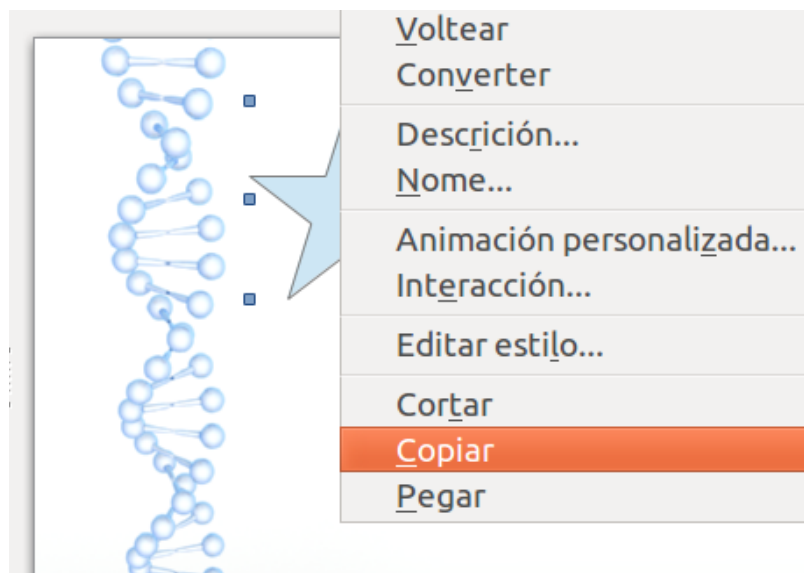 Voltear
Converter
Descrición...
Nome...
Animación personalizada...
Interacción...
Editar estilo...
Cortar
Copiar
Pegar